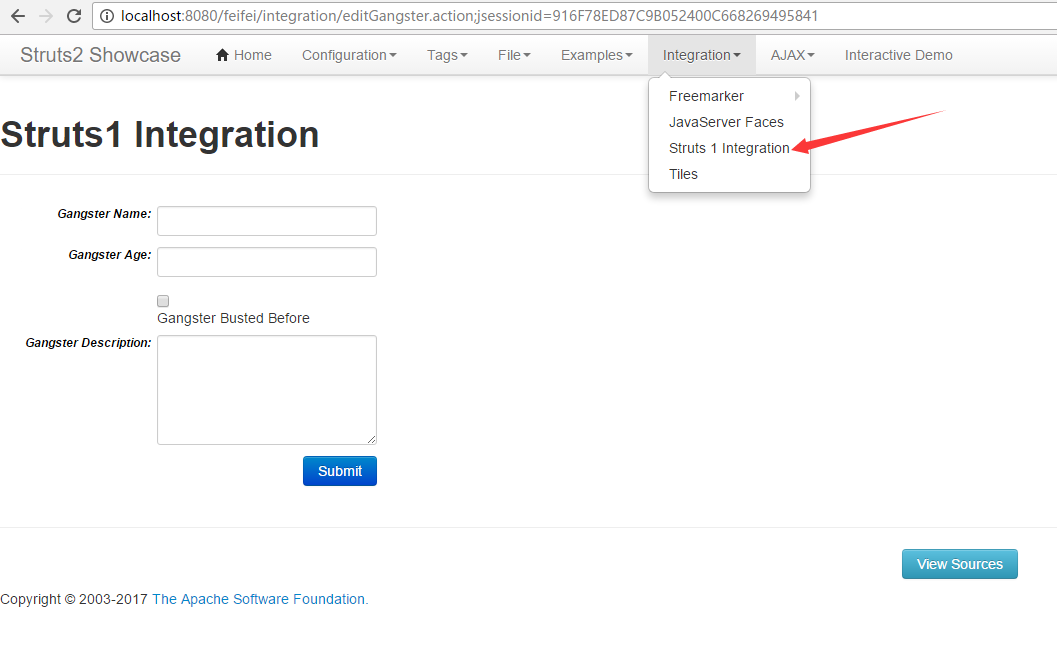 localhost:8080/feifei/integration/editGangster.action;jsessionid=916F78ED87C9B052400C668269495841
Struts2 Showcase Home Configuration Tags File Examples Integration AJAX Interactive Demo
Freemarker
JavaServer Faces
Struts 1 Integration
Tiles
Struts1 Integration
Gangster Name:
Gangster Age:
Gangster Busted Before
Gangster Description:
Submit
View Sources
Copyright © 2003-2017 The Apache Software Foundation.